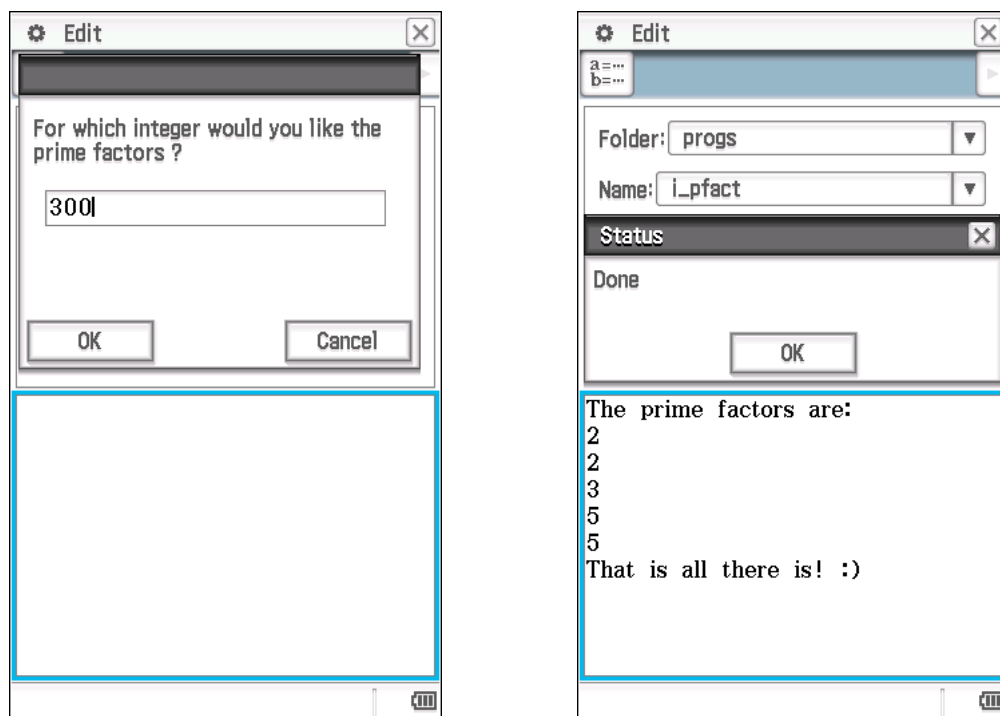 Edit
For which integer would you like the
prime factors ?
300
OK
Cancel
Edit
a=...
b=...
Folder:
progs
Name:
i_pfact
Status
Done
OK
The prime factors are:
2
2
3
5
5
That is all there is! :)